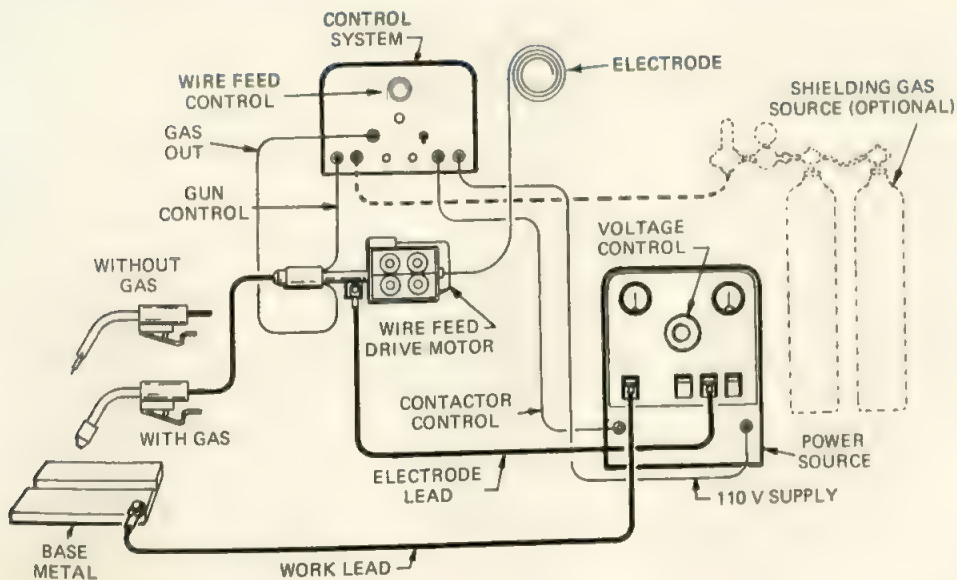 CONTROL
SYSTEM
ELECTRODE
WIRE FEED
CONTROL
SHIELDING GAS
SOURCE (OPTIONAL)
GAS
OUT
GUN
CONTROL
VOLTAGE
CONTROL
WITHOUT
GAS
WIRE FEED
DRIVE MOTOR
CONTACTOR
CONTROL
WITH GAS
POWER
SOURCE
ELECTRODE
LEAD
110 V SUPPLY
BASE
METAL
WORK LEAD